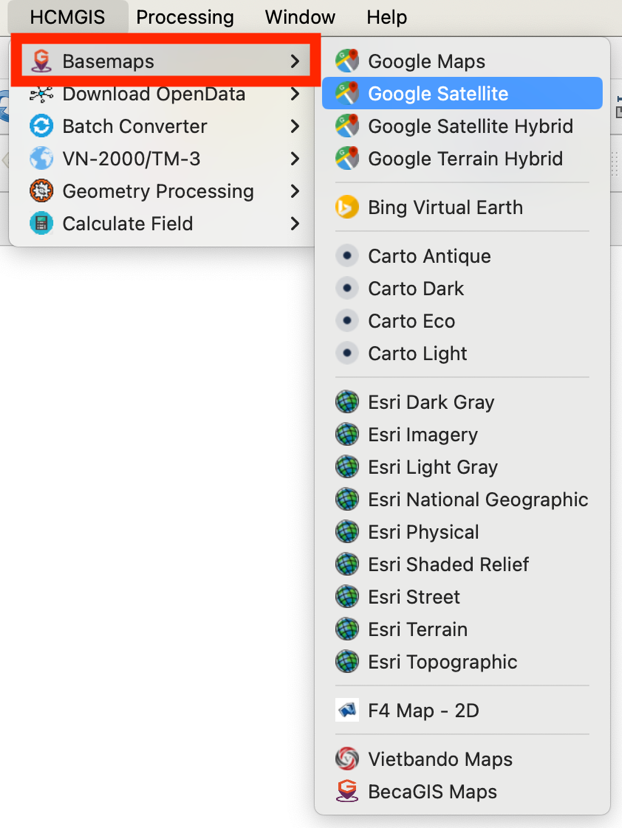 HCMGIS Processing Window Help
Basemaps
Download OpenData
Batch Converter
VN-2000/TM-3
Geometry Processing
Calculate Field
Google Maps
Google Satellite
Google Satellite Hybrid
Google Terrain Hybrid
Bing Virtual Earth
Carto Antique
Carto Dark
Carto Eco
Carto Light
Esri Dark Gray
Esri Imagery
Esri Light Gray
Esri National Geographic
Esri Physical
Esri Shaded Relief
Esri Street
Esri Terrain
Esri Topographic
F4 Map - 2D
Vietbando Maps
BecaGIS Maps